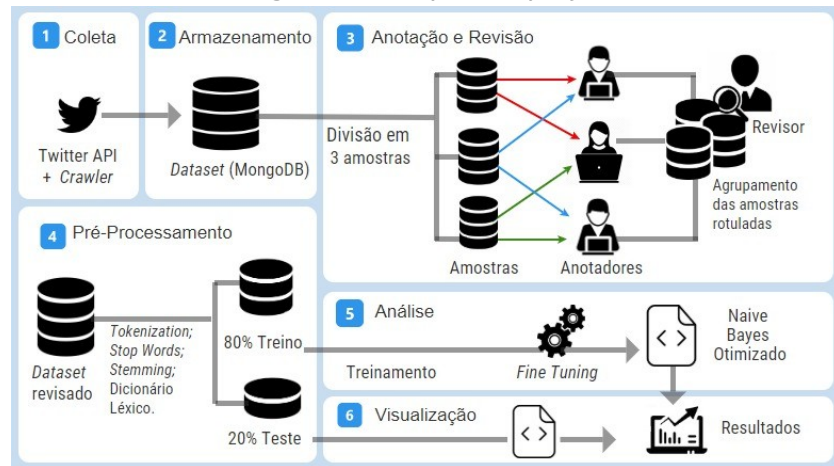 1 Coleta
Twitter API
+ Crawler
2 Armazenamento
Dataset (MongoDB)
3 Anotação e Revisão
Divisão em
3 amostras
Amostras
Anotadores
Revisor
Agrupamento
das amostras
rotuladas
4 Pré-Processamento
Dataset
revisado
Tokenization;
Stop Words;
Stemming;
Dicionário
Léxico.
80% Treino
20% Teste
5 Análise
Treinamento
Fine Tuning
Naive
Bayes
Otimizado
6 Visualização
Resultados